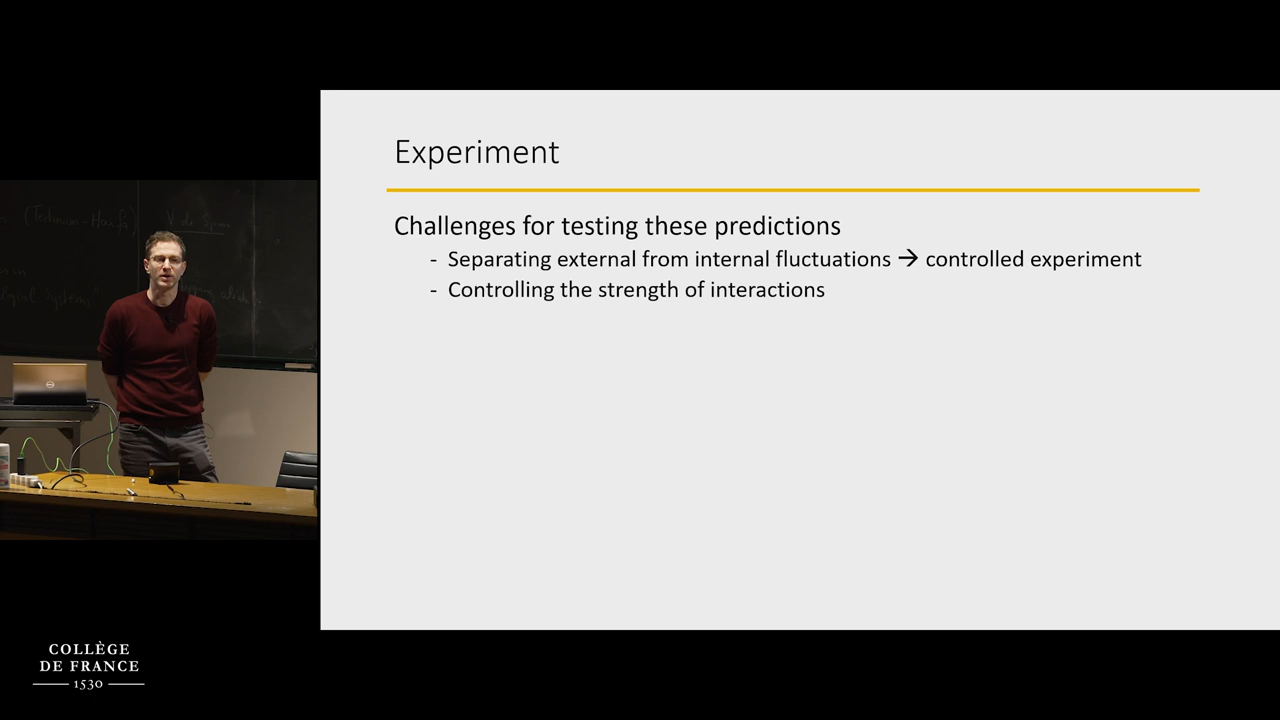 Experiment
Challenges for testing these predictions
- Separating external from internal fluctuations → controlled experiment
- Controlling the strength of interactions
COLLÈGE
DE FRANCE
1530